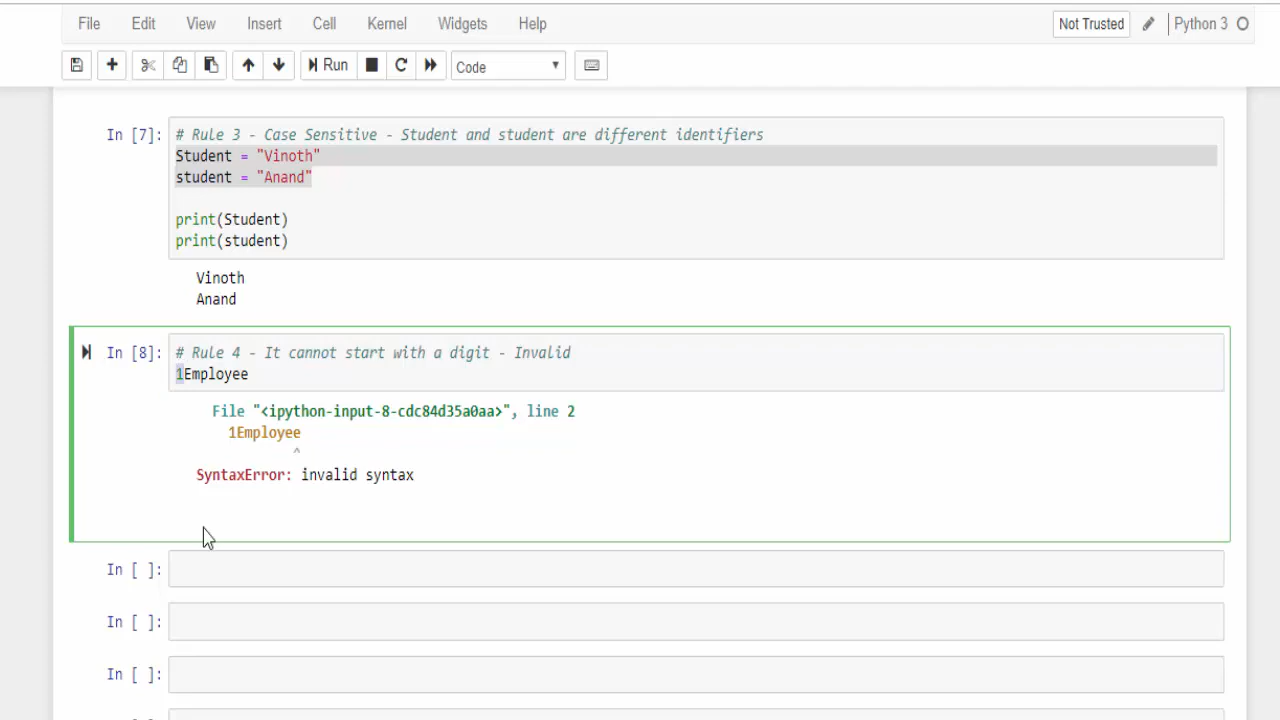 File Edit View Insert Cell Kernel Widgets Help Not Trusted Python 3
Run Code
In [7]: # Rule 3 - Case Sensitive - Student and student are different identifiers
Student = "Vinoth"
student = "Anand"
print(Student)
print(student)
Vinoth
Anand
In [8]: # Rule 4 - It cannot start with a digit - Invalid
1Employee
File "<ipython-input-8-cdc84d35a0aa>", line 2
1Employee
^
SyntaxError: invalid syntax
In [ ]:
In [ ]:
In [ ]: